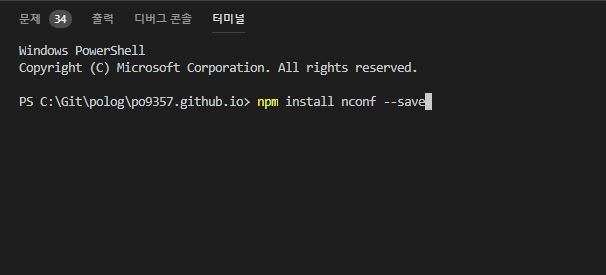 문제 34 출력 디버그 콘솔 터미널
Windows PowerShell
Copyright (C) Microsoft Corporation. All rights reserved.
PS C:\Git\polog\po9357.github.io> npm install nconf --save